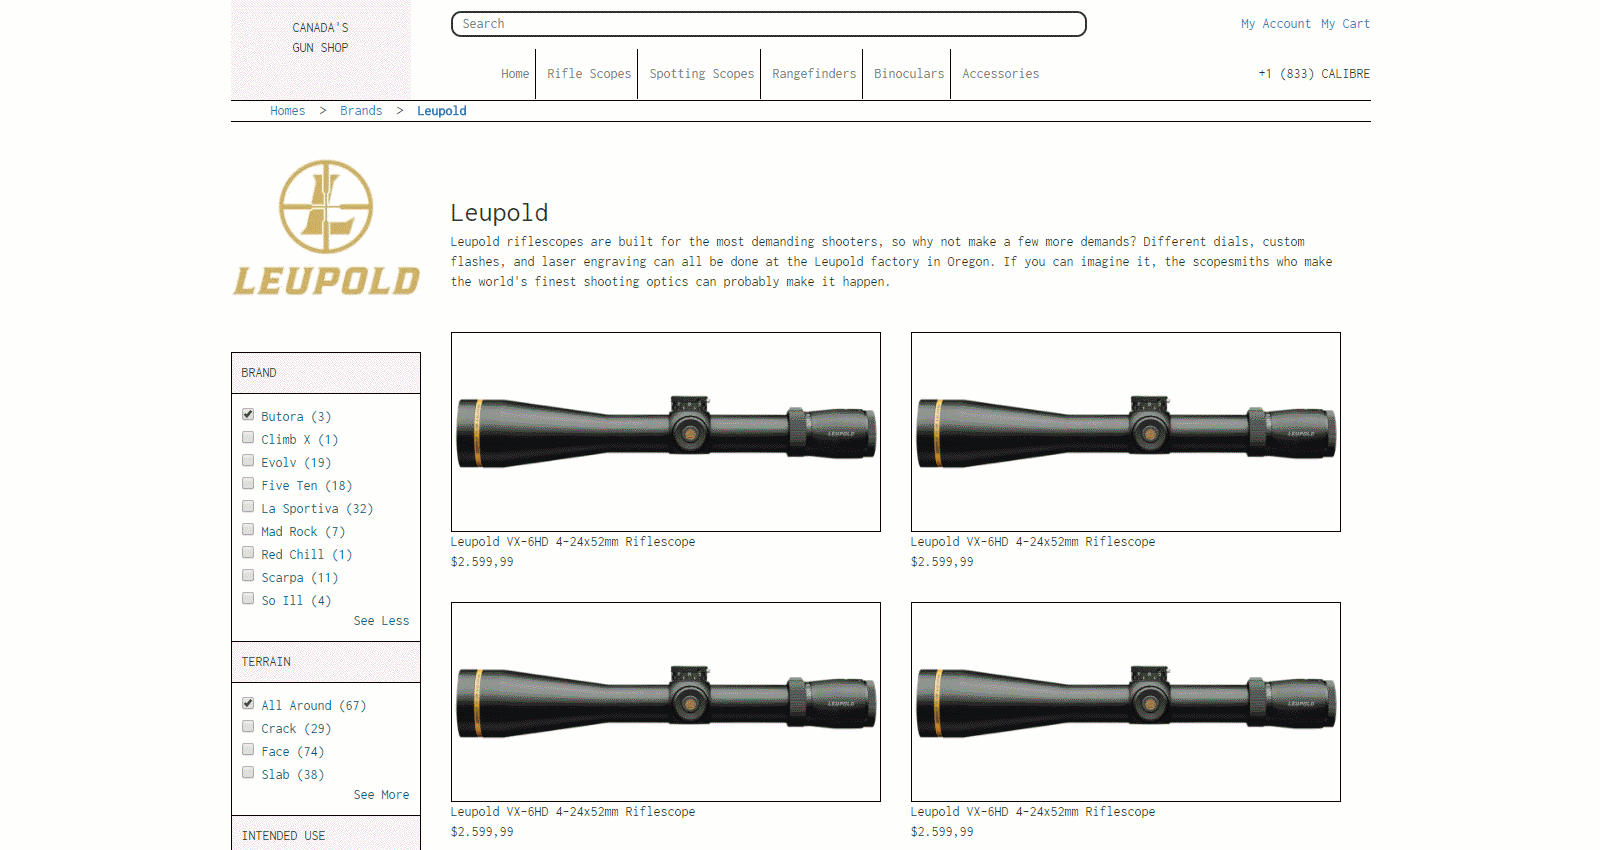 CANADA'S
GUN SHOP
Search
My Account My Cart
Home Rifle Scopes Spotting Scopes Rangefinders Binoculars Accessories
+1 (833) CALIBRE
Homes > Brands > Leupold
LEUPOLD
Leupold
Leupold riflescopes are built for the most demanding shooters, so why not make a few more demands? Different dials, custom
flashes, and laser engraving can all be done at the Leupold factory in Oregon. If you can imagine it, the scopesmiths who make
the world's finest shooting optics can probably make it happen.
BRAND
Butora (3)
Climb X (1)
Evolv (19)
Five Ten (18)
La Sportiva (32)
Mad Rock (7)
Red Chill (1)
Scarpa (11)
So Ill (4)
See Less
TERRAIN
All Around (67)
Crack (29)
Face (74)
Slab (38)
See More
INTENDED USE
LEUPOLD
Leupold VX-6HD 4-24x52mm Riflescope
$2.599,99
LEUPOLD
Leupold VX-6HD 4-24x52mm Riflescope
$2.599,99
LEUPOLD
Leupold VX-6HD 4-24x52mm Riflescope
$2.599,99
LEUPOLD
Leupold VX-6HD 4-24x52mm Riflescope
$2.599,99